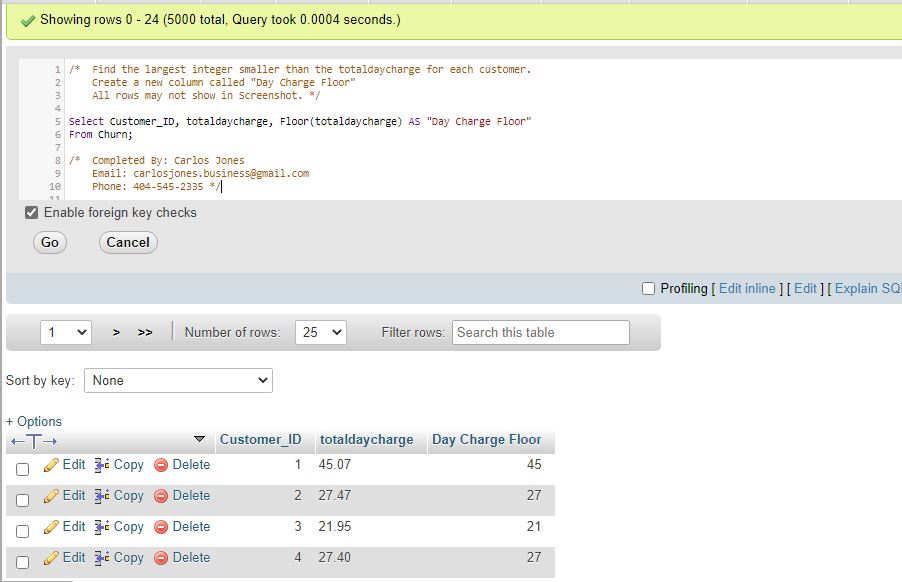 Showing rows 0 - 24 (5000 total, Query took 0.0004 seconds.)
1 /* Find the largest integer smaller than the totaldaycharge for each customer.
2 Create a new column called "Day Charge Floor"
3 All rows may not show in Screenshot. */
4
5 Select Customer_ID, totaldaycharge, Floor(totaldaycharge) AS "Day Charge Floor"
6 From Churn;
7
8 /* Completed By: Carlos Jones
9 Email: carlosjones.business@gmail.com
10 Phone: 404-545-2335 */
11
Enable foreign key checks
Go Cancel
Profiling [ Edit inline ] [ Edit ] [ Explain SQ
1 > >> Number of rows: 25 Filter rows: Search this table
Sort by key: None
+ Options
←T→ Customer_ID totaldaycharge Day Charge Floor
Edit Copy Delete 1 45.07 45
Edit Copy Delete 2 27.47 27
Edit Copy Delete 3 21.95 21
Edit Copy Delete 4 27.40 27